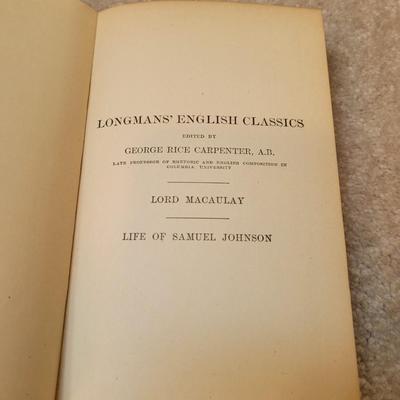 LONGMANS' ENGLISH CLASSICS
EDITED BY
GEORGE RICE CARPENTER, A.B.
LATE PROFESSOR OF RHETORIC AND ENGLISH COMPOSITION IN
COLUMBIA UNIVERSITY
LORD MACAULAY
LIFE OF SAMUEL JOHNSON